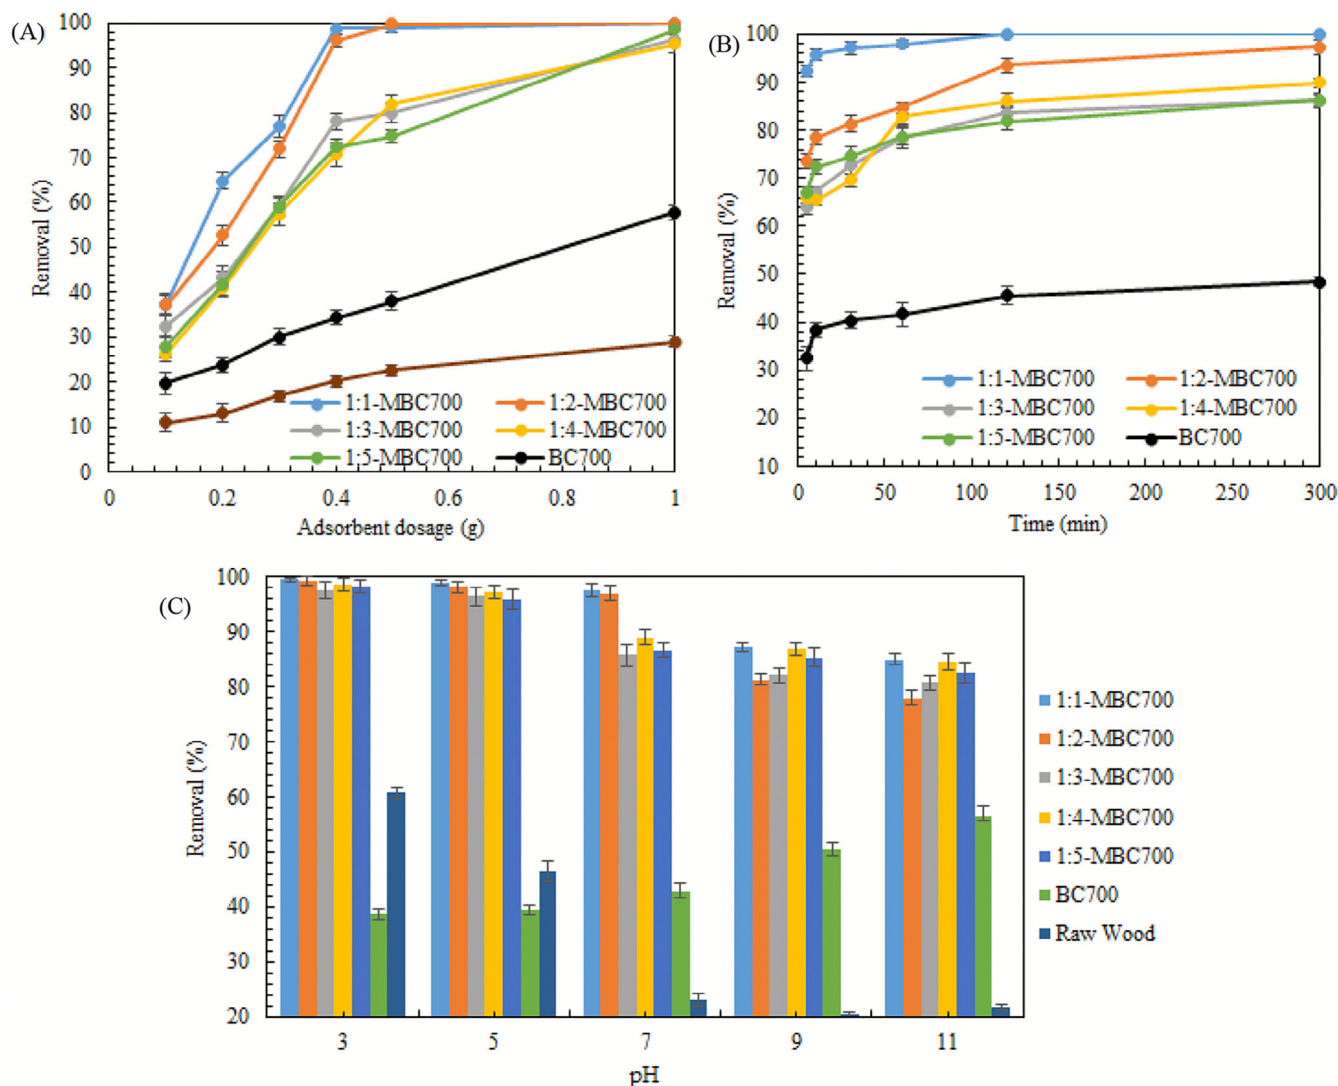 (A)
100
90
80
70
60
50
40
30
20
10
0
Removal (%)
1:1-MBC700 1:2-MBC700
1:3-MBC700 1:4-MBC700
1:5-MBC700 BC700
0 0.2 0.4 0.6 0.8 1
Adsorbent dosage (g)
(B)
100
90
80
70
60
50
40
30
20
10
Removal (%)
1:1-MBC700 1:2-MBC700
1:3-MBC700 1:4-MBC700
1:5-MBC700 BC700
0 50 100 150 200 250 300
Time (min)
(C)
100
90
80
70
60
50
40
30
20
Removal (%)
3 5 7 9 11
pH
1:1-MBC700
1:2-MBC700
1:3-MBC700
1:4-MBC700
1:5-MBC700
BC700
Raw Wood